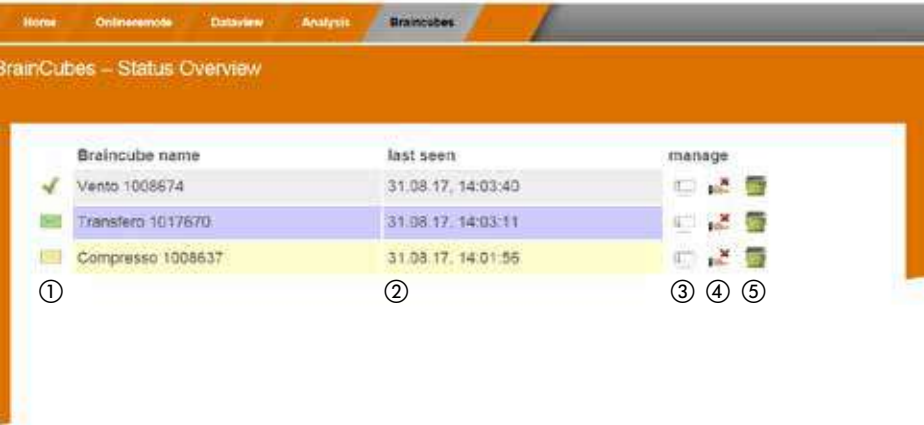 Home Onlineremote Dataview Analysis Braincubes
BrainCubes – Status Overview
Braincube name last seen manage
Vento 1008674 31.08.17, 14:03:40
Transfero 1017670 31.08.17, 14:03:11
Compresso 1008637 31.08.17, 14:01:56
① ② ③ ④ ⑤